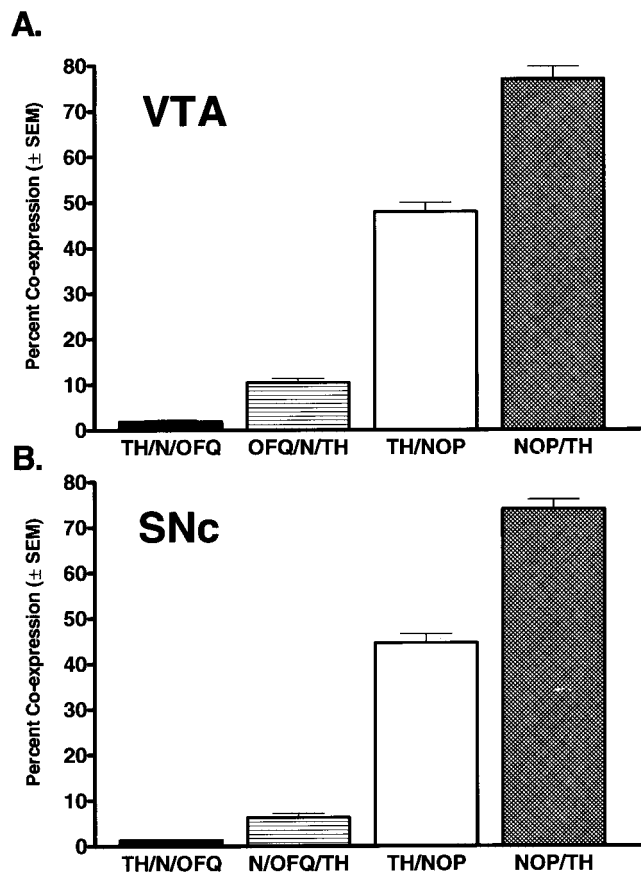 A.
VTA
Percent Co-expression (± SEM)
80
70
60
50
40
30
20
10
0
TH/N/OFQ OFQ/N/TH TH/NOP NOP/TH
B.
SNc
Percent Co-expression (± SEM)
80
70
60
50
40
30
20
10
0
TH/N/OFQ N/OFQ/TH TH/NOP NOP/TH